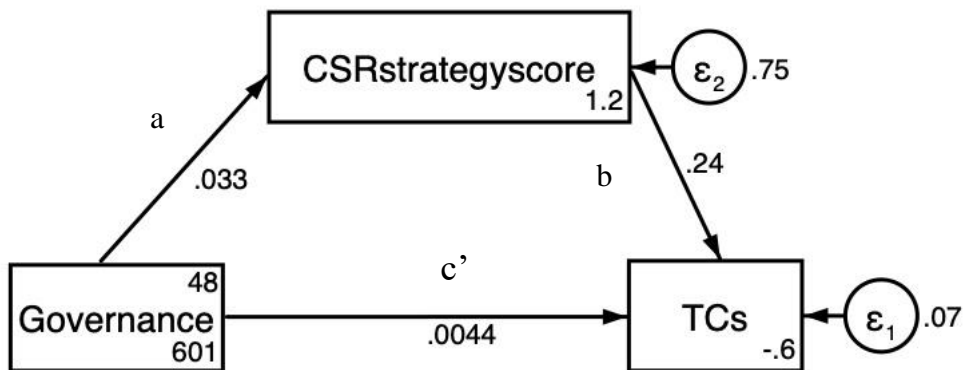 CSRstrategyscore
1.2
ε2
.75
a
.033
b
.24
48
Governance
601
c’
.0044
TCs
-.6
ε1
.07